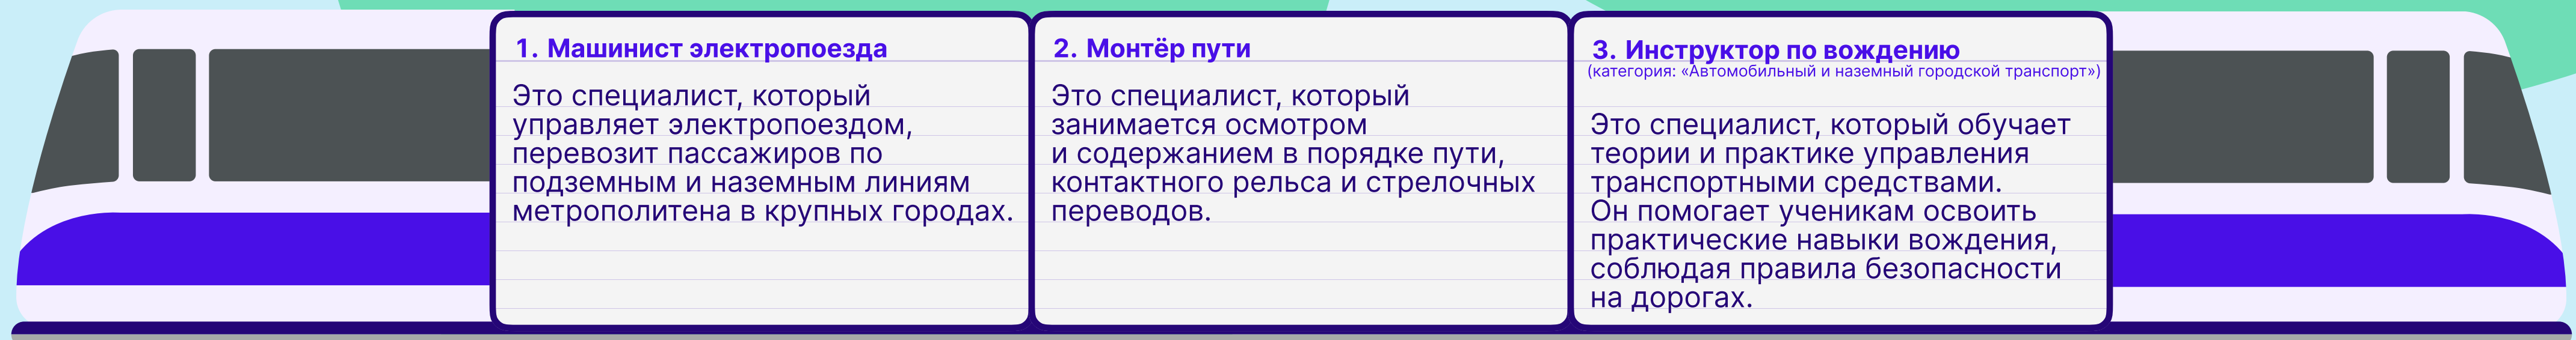 1. Машинист электропоезда
Это специалист, который
управляет электропоездом,
перевозит пассажиров по
подземным и наземным линиям
метрополитена в крупных городах.
2. Монтёр пути
Это специалист, который
занимается осмотром
и содержанием в порядке пути,
контактного рельса и стрелочных
переводов.
3. Инструктор по вождению
(категория: «Автомобильный и наземный городской транспорт»)
Это специалист, который обучает
теории и практике управления
транспортными средствами.
Он помогает ученикам освоить
практические навыки вождения,
соблюдая правила безопасности
на дорогах.